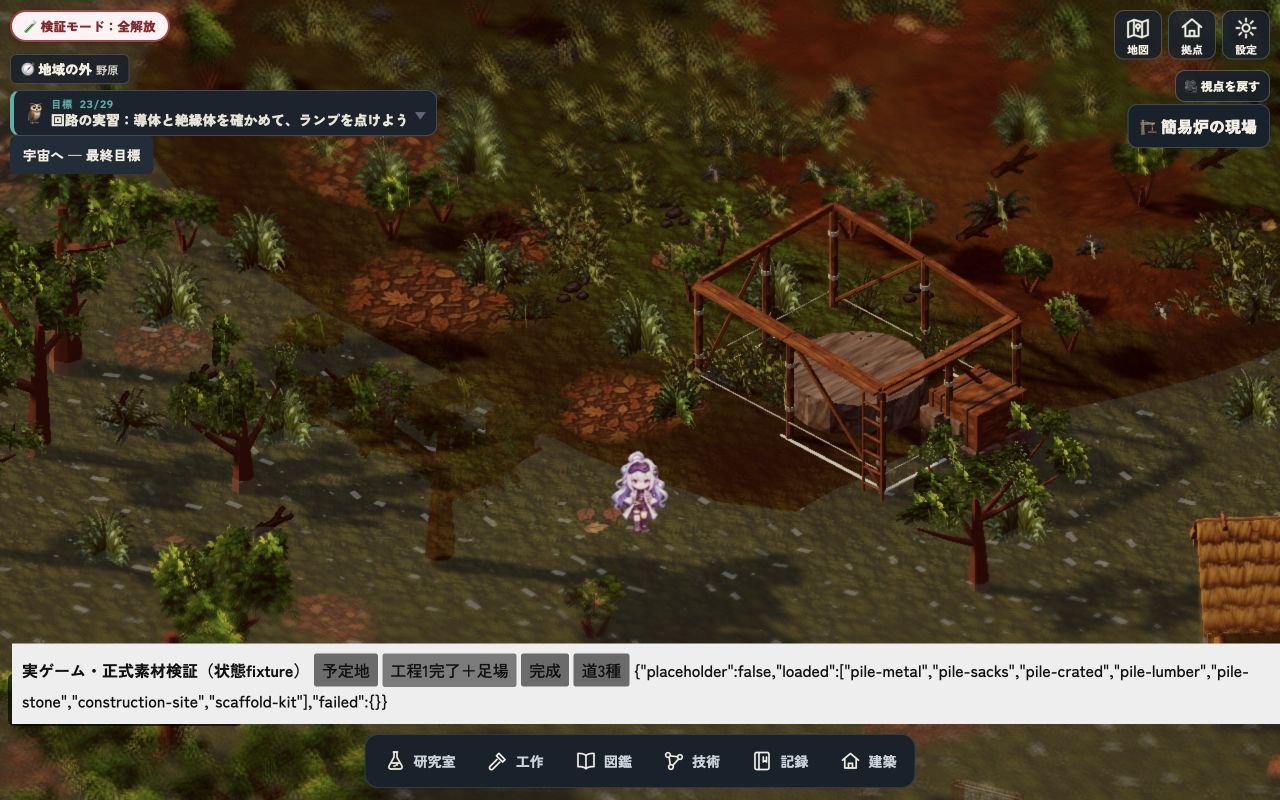 検証モード：全解放
地域の外 野原
目標 23/29
回路の実習：導体と絶縁体を確かめて、ランプを点けよう
宇宙へ — 最終目標
地図
拠点
設定
視点を戻す
簡易炉の現場
実ゲーム・正式素材検証（状態fixture） 予定地 工程1完了＋足場 完成 道3種 {"placeholder":false,"loaded":["pile-metal","pile-sacks","pile-crated","pile-lumber","pile-
stone","construction-site","scaffold-kit"],"failed":{}}
研究室 工作 図鑑 技術 記録 建築